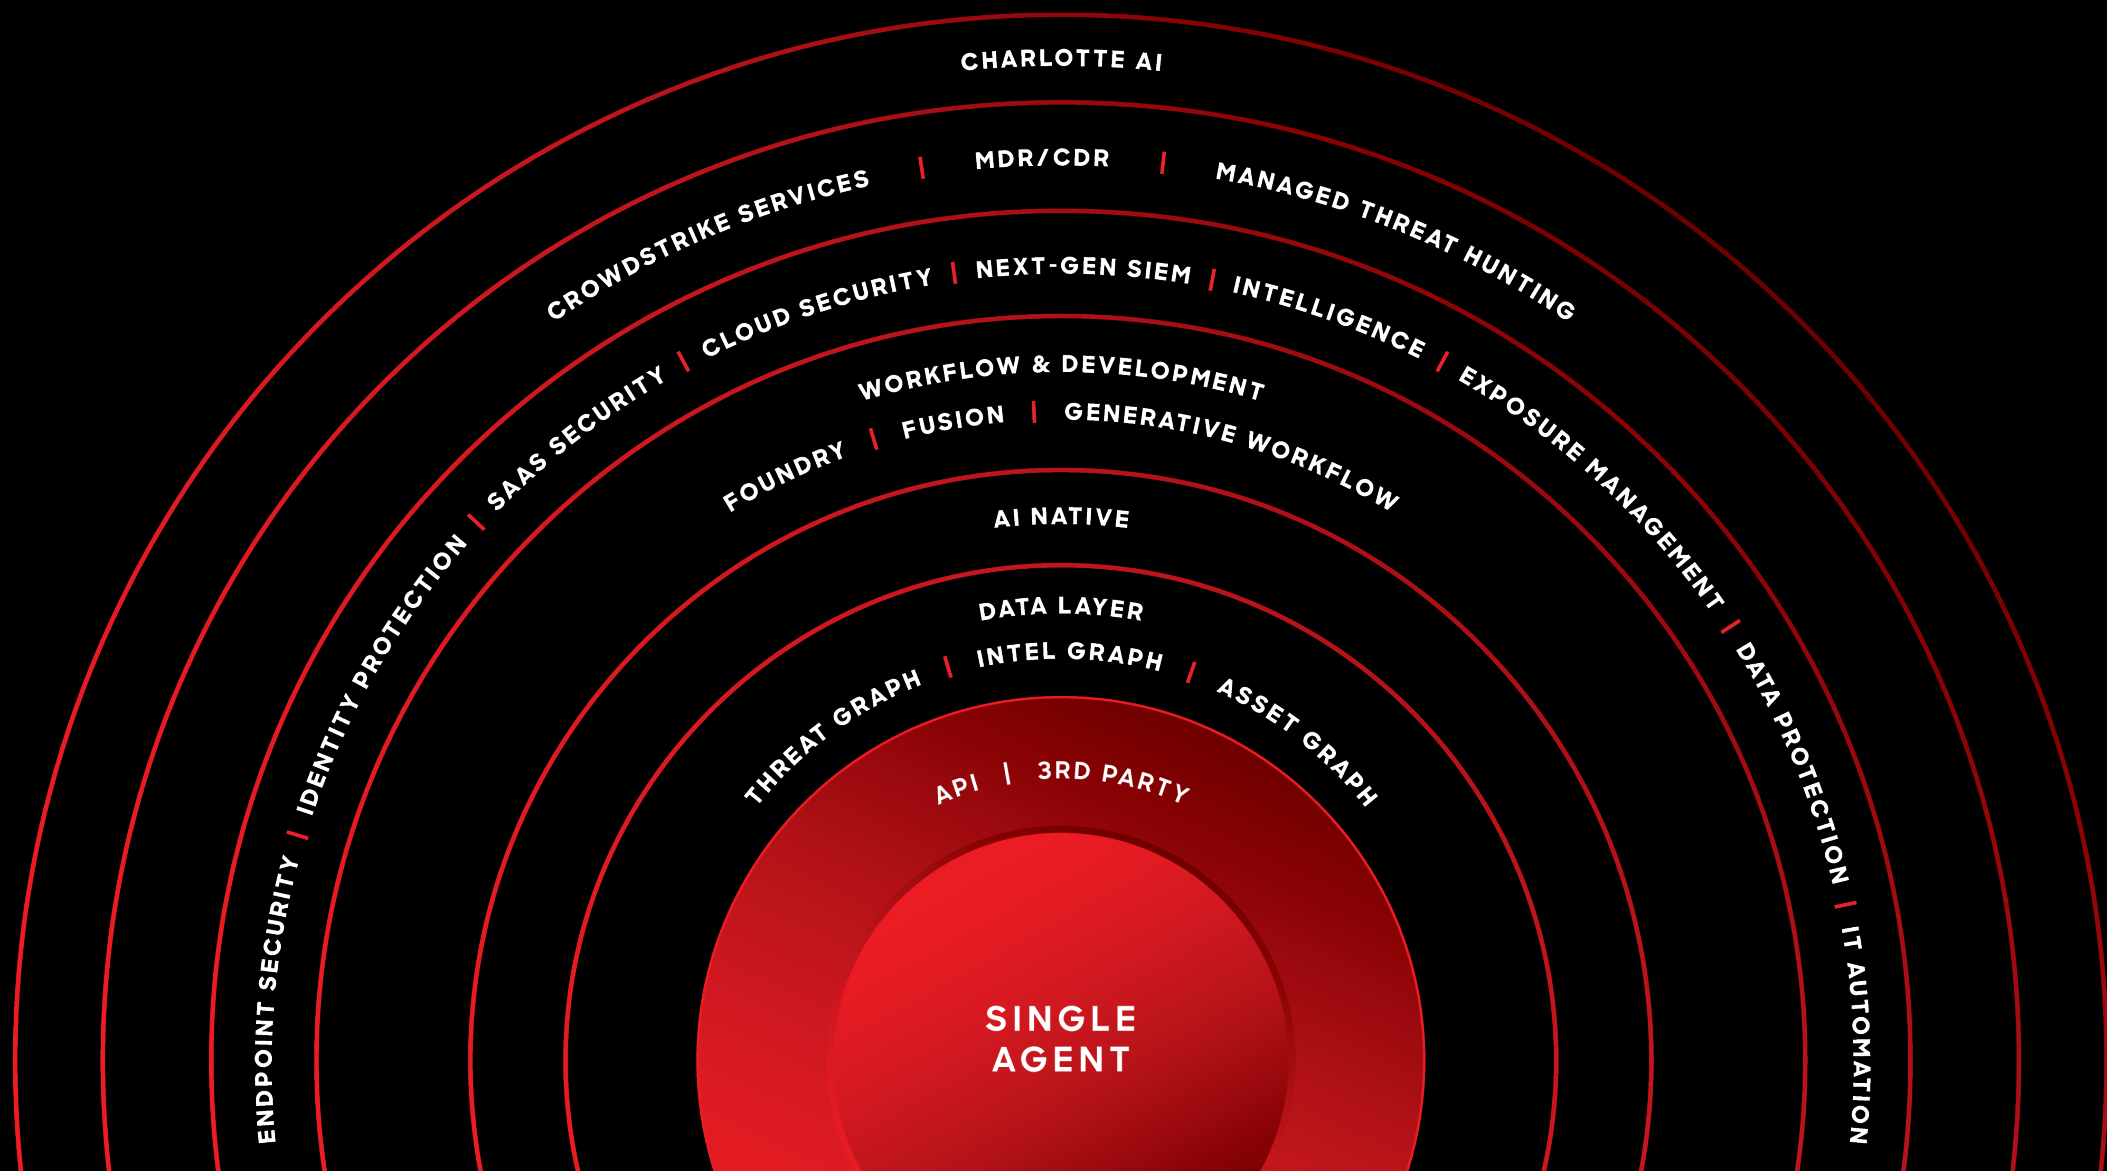 CHARLOTTE AI
CROWDSTRIKE SERVICES | MDR/CDR | MANAGED THREAT HUNTING
ENDPOINT SECURITY | IDENTITY PROTECTION | SAAS SECURITY | CLOUD SECURITY | NEXT-GEN SIEM | INTELLIGENCE | EXPOSURE MANAGEMENT | DATA PROTECTION | IT AUTOMATION
WORKFLOW & DEVELOPMENT
FOUNDRY | FUSION | GENERATIVE WORKFLOW
AI NATIVE
DATA LAYER
THREAT GRAPH | INTEL GRAPH | ASSET GRAPH
API | 3RD PARTY
SINGLE
AGENT